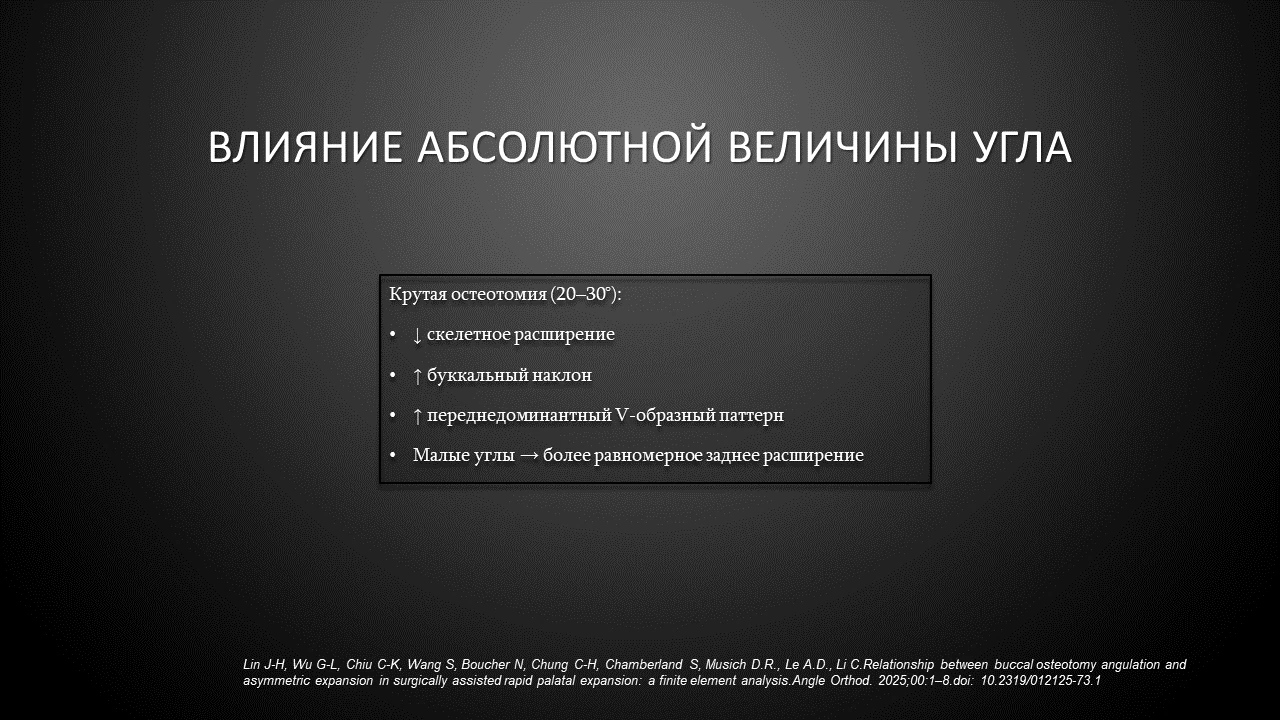 ВЛИЯНИЕ АБСОЛЮТНОЙ ВЕЛИЧИНЫ УГЛА
Крутая остеотомия (20–30°):
• ↓ скелетное расширение
• ↑ буккальный наклон
• ↑ переднедоминантный V-образный паттерн
• Малые углы → более равномерное заднее расширение
Lin J-H, Wu G-L, Chiu C-K, Wang S, Boucher N, Chung C-H, Chamberland S, Musich D.R., Le A.D., Li C.Relationship between buccal osteotomy angulation and
asymmetric expansion in surgically assisted rapid palatal expansion: a finite element analysis.Angle Orthod. 2025;00:1–8.doi: 10.2319/012125-73.1